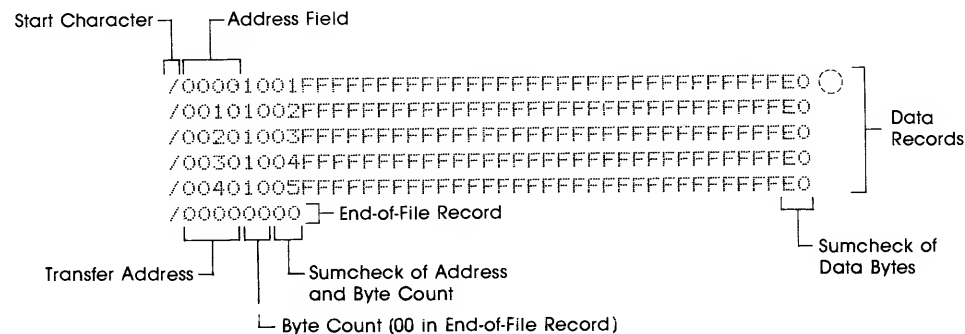 Start Character
Address Field
/00001001FFFFFFFFFFFFFFFFFFFFFFFFFFFFFFFFE0
/00101002FFFFFFFFFFFFFFFFFFFFFFFFFFFFFFFFE0
/00201003FFFFFFFFFFFFFFFFFFFFFFFFFFFFFFFFE0
/00301004FFFFFFFFFFFFFFFFFFFFFFFFFFFFFFFFE0
/00401005FFFFFFFFFFFFFFFFFFFFFFFFFFFFFFFFE0
Data
Records
/00000000
End-of-File Record
Transfer Address
Sumcheck of Address
and Byte Count
Sumcheck of
Data Bytes
Byte Count (00 in End-of-File Record)